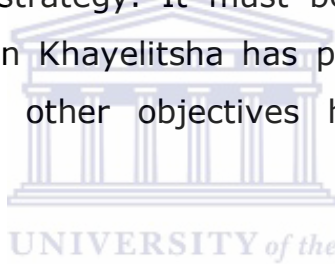 strategy. It must be
n Khayelitsha has p
other objectives h
UNIVERSITY of the